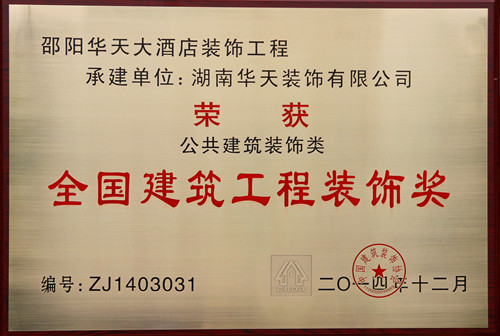 邵阳华天大酒店装饰工程
承建单位:湖南华天装饰有限公司
荣获
公共建筑装饰类
全国建筑工程装饰奖
编号:ZJ1403031
二〇一四年十二月